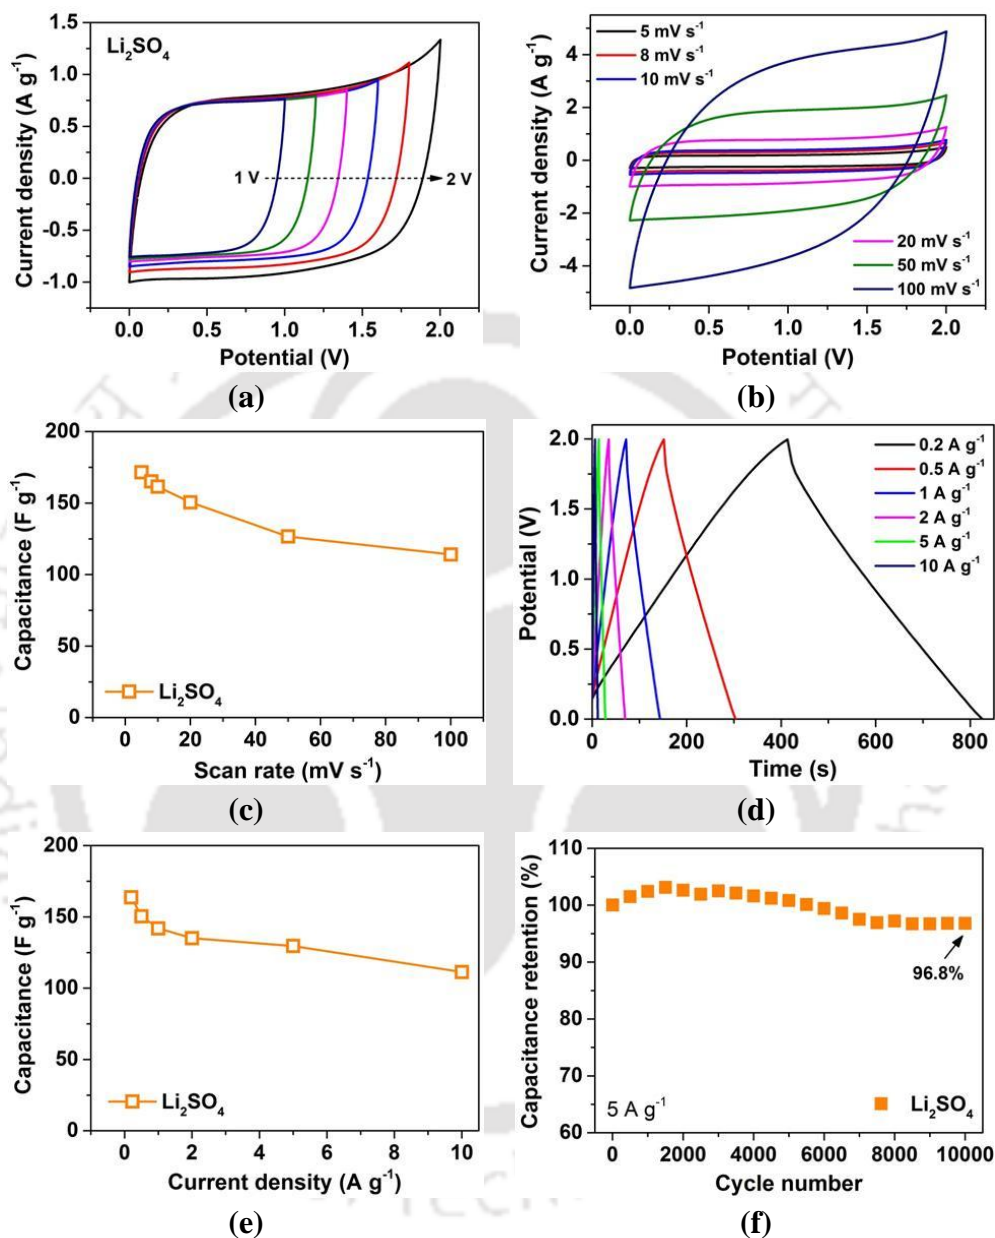 1.5
Li₂SO₄
1.0
0.5
0.0
1 V
2 V
-0.5
-1.0
0.0 0.5 1.0 1.5 2.0
Current density (A g⁻¹)
Potential (V)
(a)
5 mV s⁻¹
8 mV s⁻¹
10 mV s⁻¹
4
2
0
-2
-4
20 mV s⁻¹
50 mV s⁻¹
100 mV s⁻¹
0.0 0.5 1.0 1.5 2.0
Current density (A g⁻¹)
Potential (V)
(b)
200
150
100
50
0
Li₂SO₄
0 20 40 60 80 100
Capacitance (F g⁻¹)
Scan rate (mV s⁻¹)
(c)
2.0
1.5
1.0
0.5
0.0
0.2 A g⁻¹
0.5 A g⁻¹
1 A g⁻¹
2 A g⁻¹
5 A g⁻¹
10 A g⁻¹
0 200 400 600 800
Potential (V)
Time (s)
(d)
200
150
100
50
0
Li₂SO₄
0 2 4 6 8 10
Capacitance (F g⁻¹)
Current density (A g⁻¹)
(e)
110
100
90
80
70
60
96.8%
5 A g⁻¹
Li₂SO₄
0 2000 4000 6000 8000 10000
Capacitance retention (%)
Cycle number
(f)